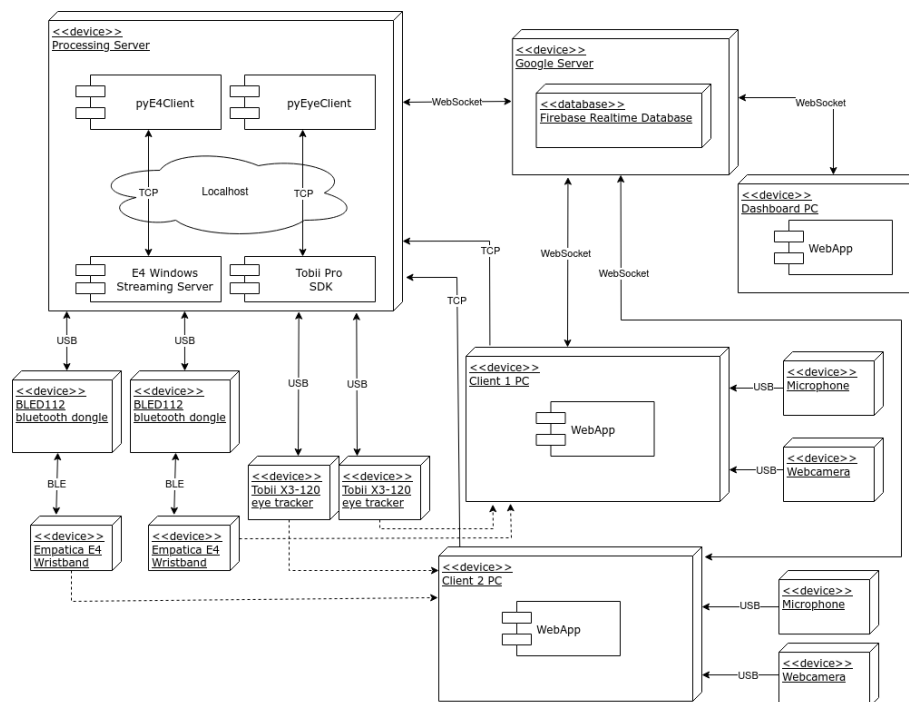 <<device>>
Processing Server
pyE4Client
pyEyeClient
TCP
Localhost
TCP
E4 Windows
Streaming Server
Tobii Pro
SDK
WebSocket
<<device>>
Google Server
<<database>>
Firebase Realtime Database
WebSocket
<<device>>
Dashboard PC
WebApp
TCP
WebSocket
WebSocket
TCP
USB
USB
USB
USB
<<device>>
BLED112
bluetooth dongle
<<device>>
BLED112
bluetooth dongle
BLE
BLE
<<device>>
Tobii X3-120
eye tracker
<<device>>
Tobii X3-120
eye tracker
<<device>>
Empatica E4
Wristband
<<device>>
Empatica E4
Wristband
<<device>>
Client 1 PC
WebApp
USB
<<device>>
Microphone
USB
<<device>>
Webcamera
<<device>>
Client 2 PC
WebApp
USB
<<device>>
Microphone
USB
<<device>>
Webcamera